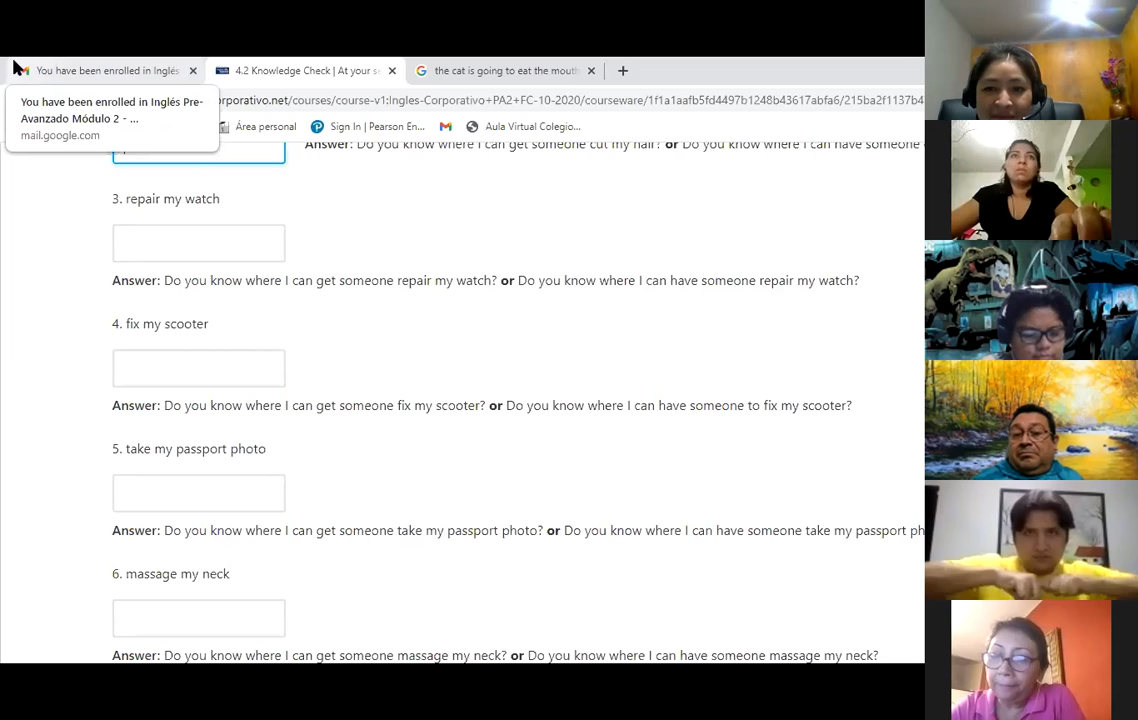 You have been enrolled in Inglés
4.2 Knowledge Check | At your se
the cat is going to eat the mouth
You have been enrolled in Inglés Pre-
Avanzado Módulo 2 - ...
mail.google.com
orporativo.net/courses/course-v1:Ingles-Corporativo+PA2+FC-10-2020/courseware/1f1a1aafb5fd4497b1248b43617abfa6/215ba2f1137b4
Área personal
Sign In | Pearson En...
Aula Virtual Colegio...
Answer: Do you know where I can get someone cut my hair? or Do you know where I can have someone
3. repair my watch
Answer: Do you know where I can get someone repair my watch? or Do you know where I can have someone repair my watch?
4. fix my scooter
Answer: Do you know where I can get someone fix my scooter? or Do you know where I can have someone to fix my scooter?
5. take my passport photo
Answer: Do you know where I can get someone take my passport photo? or Do you know where I can have someone take my passport ph
6. massage my neck
Answer: Do you know where I can get someone massage my neck? or Do you know where I can have someone massage my neck?